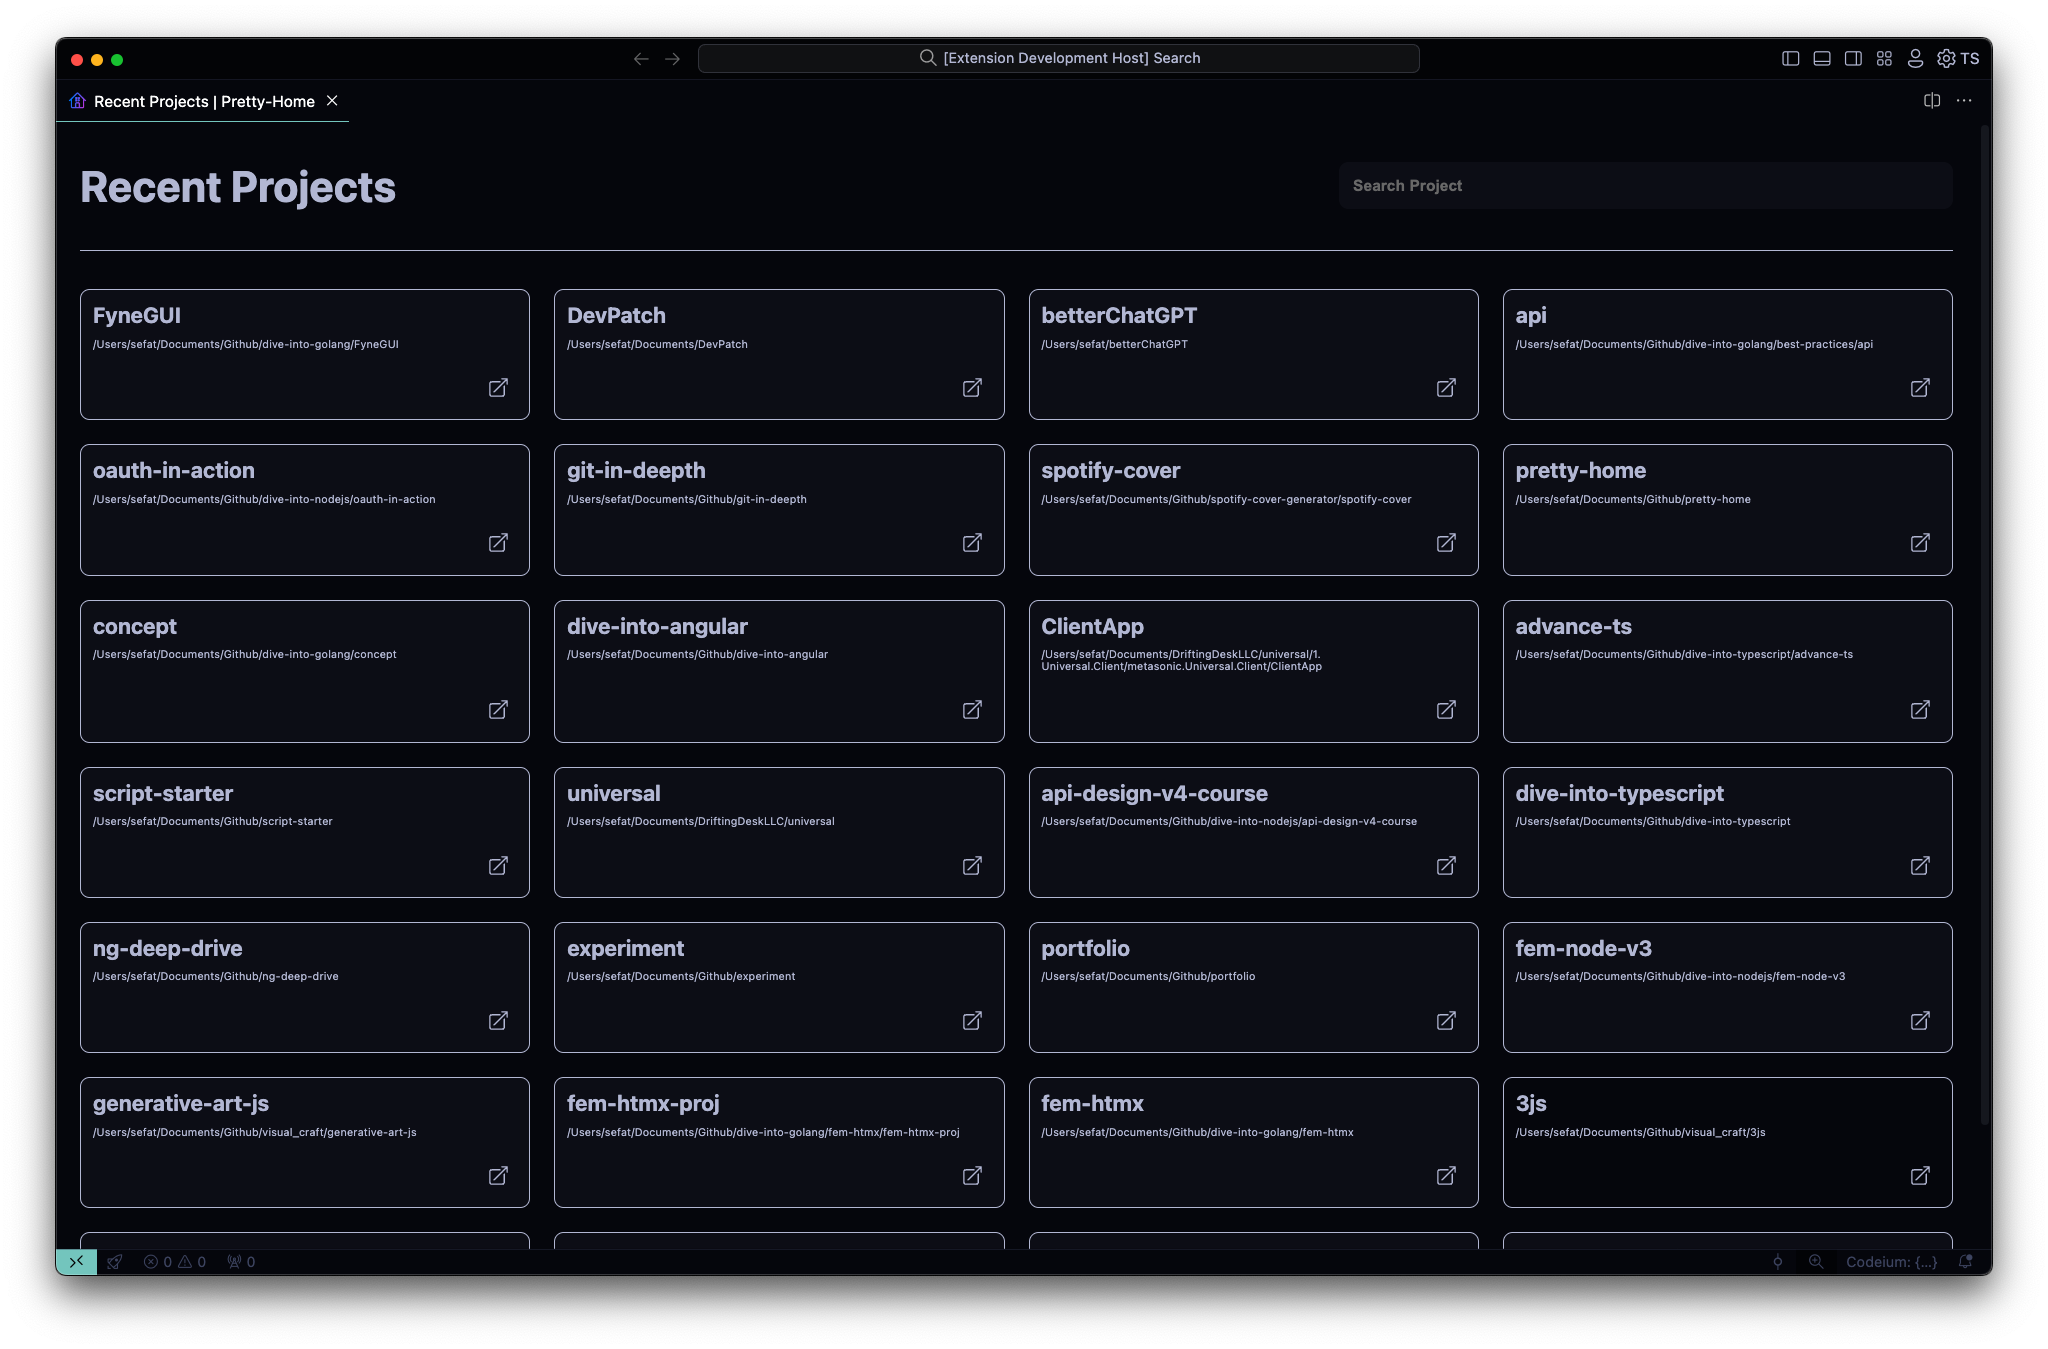 [Extension Development Host] Search
TS
Recent Projects | Pretty-Home
Recent Projects
Search Project
FyneGUI
/Users/sefat/Documents/Github/dive-into-golang/FyneGUI
DevPatch
/Users/sefat/Documents/DevPatch
betterChatGPT
/Users/sefat/betterChatGPT
api
/Users/sefat/Documents/Github/dive-into-golang/best-practices/api
oauth-in-action
/Users/sefat/Documents/Github/dive-into-nodejs/oauth-in-action
git-in-deepth
/Users/sefat/Documents/Github/git-in-deepth
spotify-cover
/Users/sefat/Documents/Github/spotify-cover-generator/spotify-cover
pretty-home
/Users/sefat/Documents/Github/pretty-home
concept
/Users/sefat/Documents/Github/dive-into-golang/concept
dive-into-angular
/Users/sefat/Documents/Github/dive-into-angular
ClientApp
/Users/sefat/Documents/DriftingDeskLLC/universal/1.
Universal.Client/metasonic.Universal.Client/ClientApp
advance-ts
/Users/sefat/Documents/Github/dive-into-typescript/advance-ts
script-starter
/Users/sefat/Documents/Github/script-starter
universal
/Users/sefat/Documents/DriftingDeskLLC/universal
api-design-v4-course
/Users/sefat/Documents/Github/dive-into-nodejs/api-design-v4-course
dive-into-typescript
/Users/sefat/Documents/Github/dive-into-typescript
ng-deep-drive
/Users/sefat/Documents/Github/ng-deep-drive
experiment
/Users/sefat/Documents/Github/experiment
portfolio
/Users/sefat/Documents/Github/portfolio
fem-node-v3
/Users/sefat/Documents/Github/dive-into-nodejs/fem-node-v3
generative-art-js
/Users/sefat/Documents/Github/visual_craft/generative-art-js
fem-htmx-proj
/Users/sefat/Documents/Github/dive-into-golang/fem-htmx/fem-htmx-proj
fem-htmx
/Users/sefat/Documents/Github/dive-into-golang/fem-htmx
3js
/Users/sefat/Documents/Github/visual_craft/3js
0 0 0
Codeium: {...}